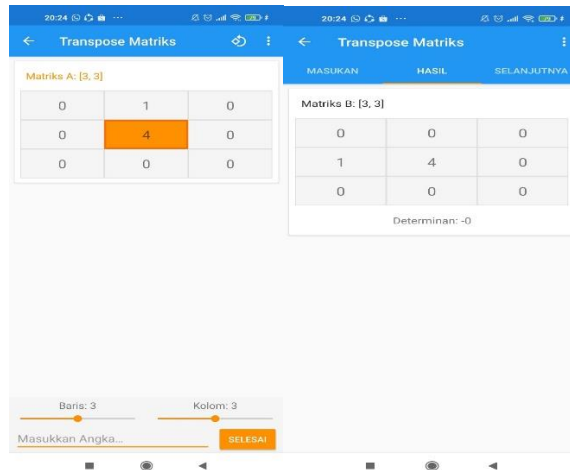 20:24 ...
Transpose Matriks
Matriks A: [3, 3]
0 1 0
0 4 0
0 0 0
Baris: 3 Kolom: 3
Masukkan Angka...
SELESAI
20:24 ...
Transpose Matriks
MASUKAN HASIL SELANJUTNYA
Matriks B: [3, 3]
0 0 0
1 4 0
0 0 0
Determinan: -0